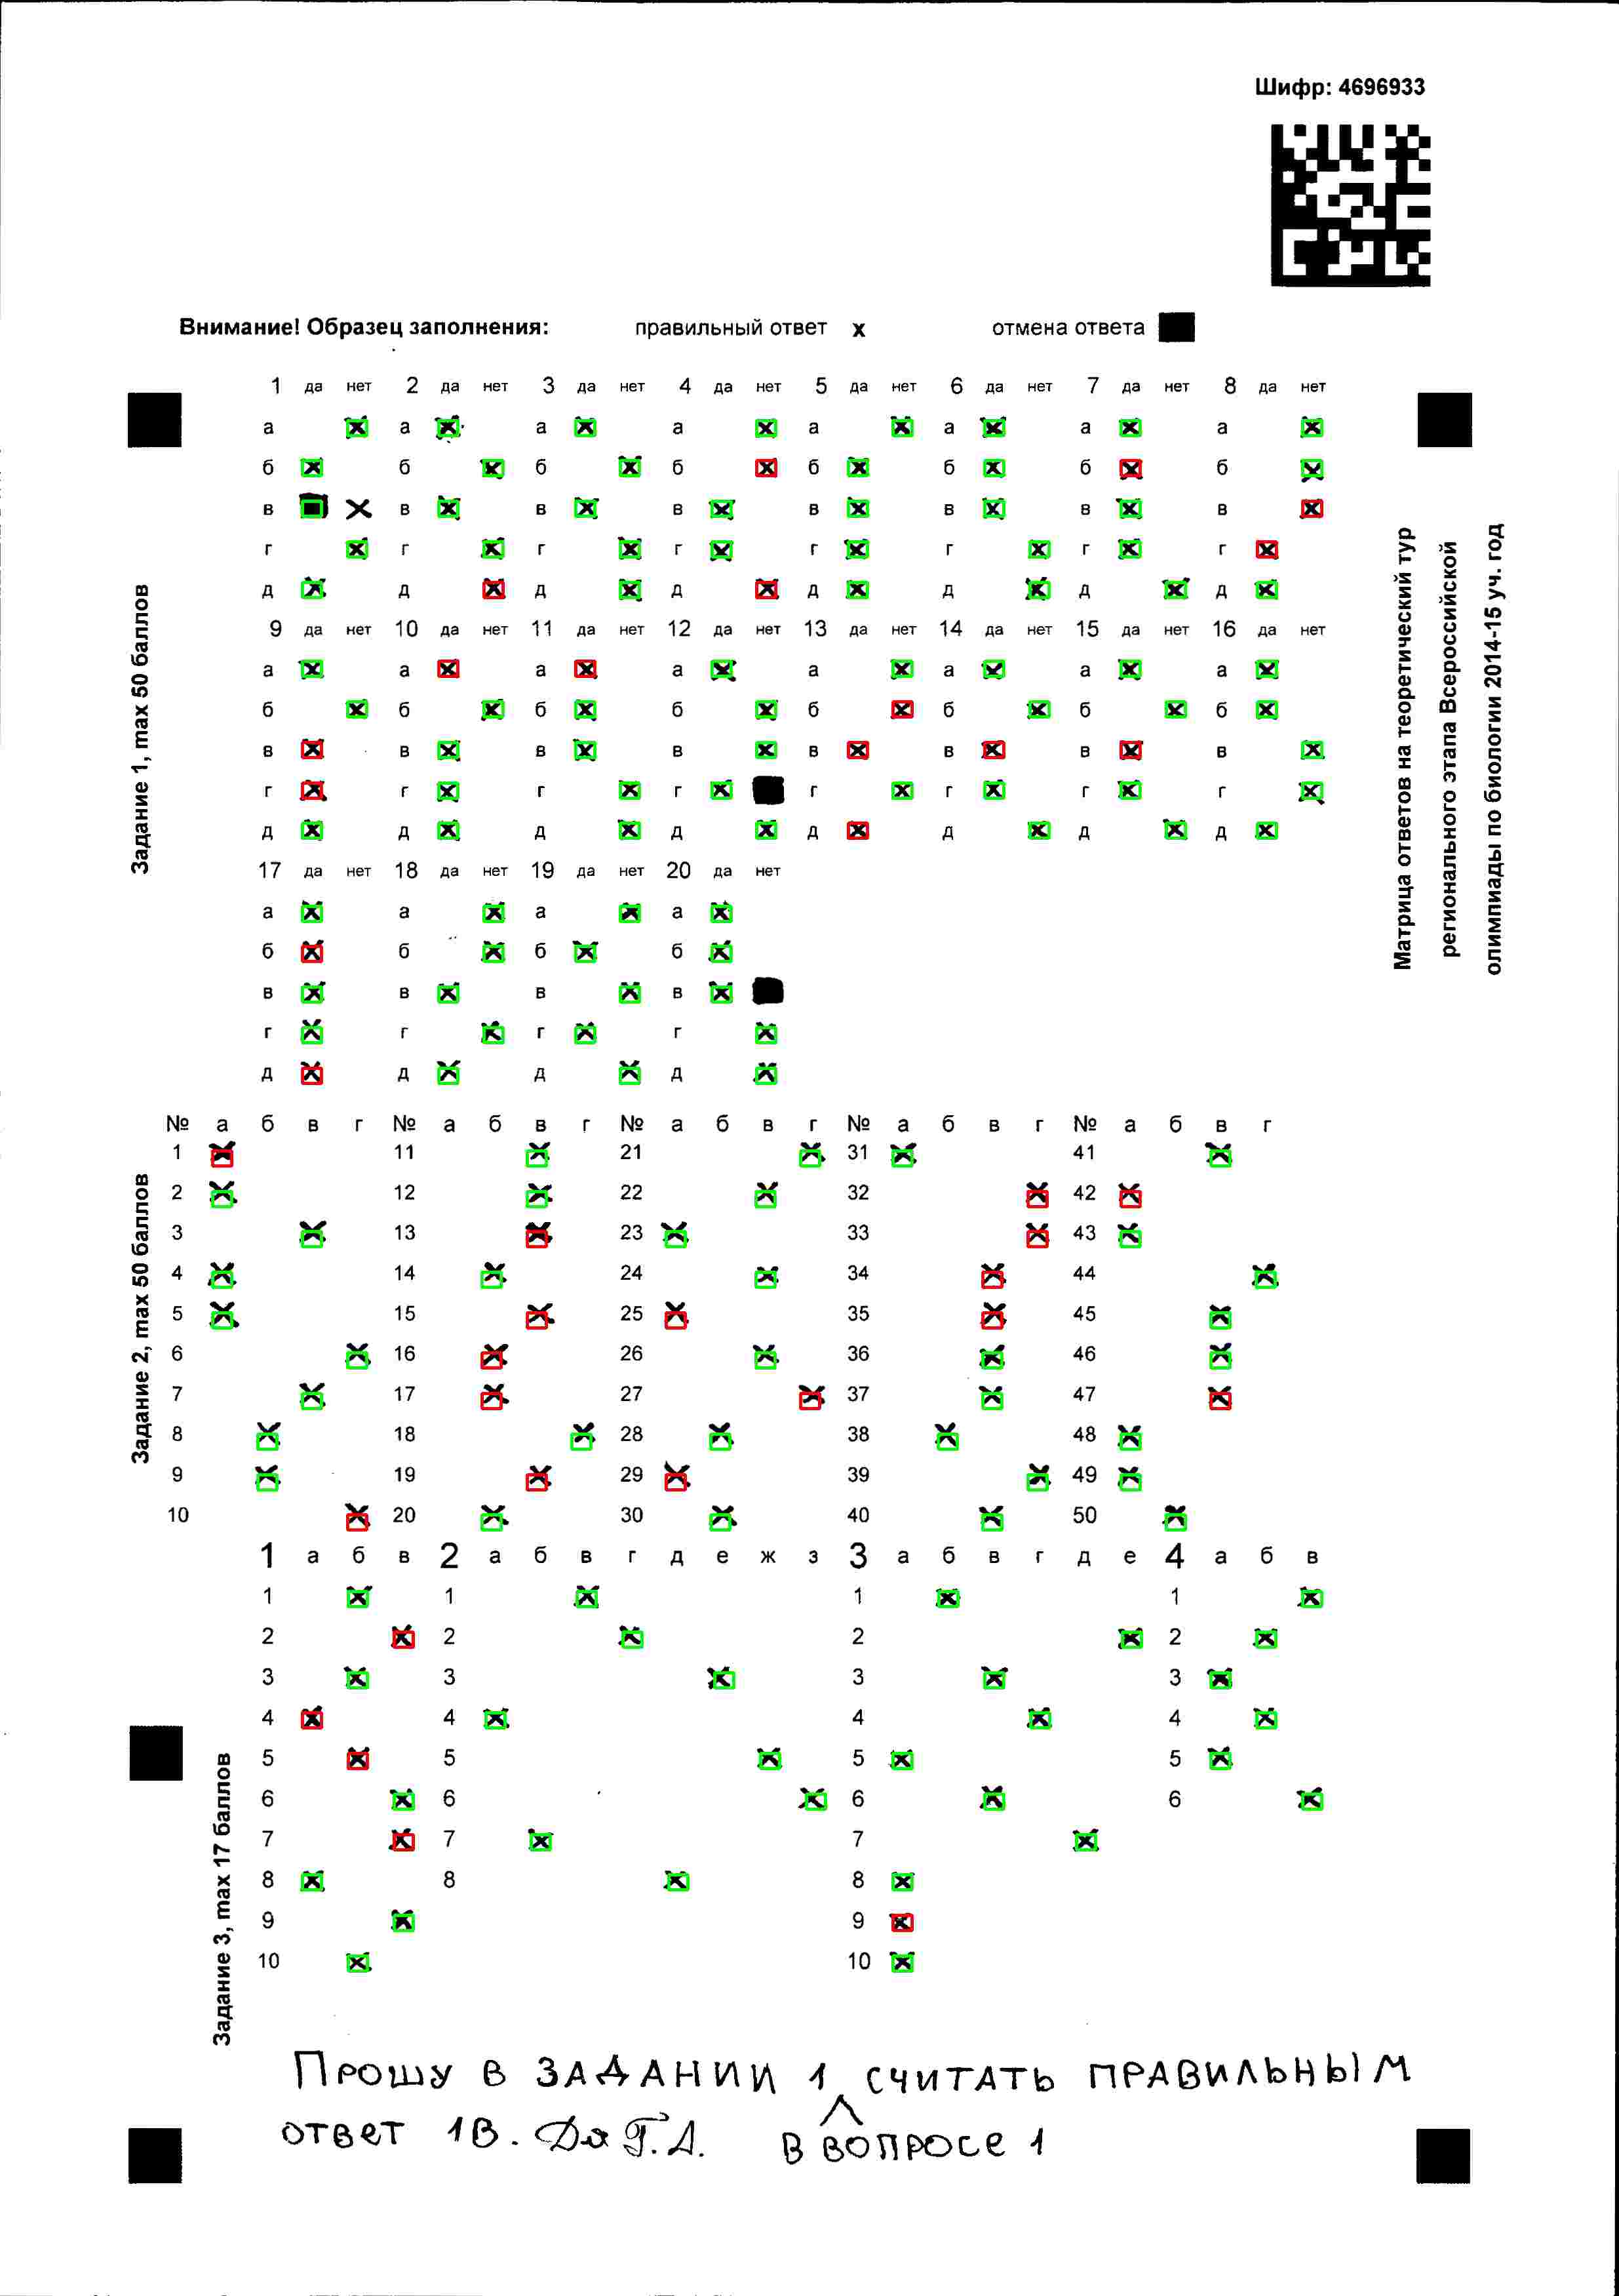 Шифр: 4696933
Внимание! Образец заполнения: правильный ответ x отмена ответа
1 да нет 2 да нет 3 да нет 4 да нет 5 да нет 6 да нет 7 да нет 8 да нет
а а а а а а а а
б б б б б б б б
в в в в в в в в
г г г г г г г г
д д д д д д д д
9 да нет 10 да нет 11 да нет 12 да нет 13 да нет 14 да нет 15 да нет 16 да нет
а а а а а а а а
б б б б б б б б
в в в в в в в в
г г г г г г г г
д д д д д д д д
17 да нет 18 да нет 19 да нет 20 да нет
а а а а
б б б б
в в в в
г г г г
д д д д
Задание 1, max 50 баллов
Матрица ответов на теоретический тур
регионального этапа Всероссийской
олимпиады по биологии 2014-15 уч. год
№ а б в г № а б в г № а б в г № а б в г № а б в г
1 11 21 31 41
2 12 22 32 42
3 13 23 33 43
4 14 24 34 44
5 15 25 35 45
6 16 26 36 46
7 17 27 37 47
8 18 28 38 48
9 19 29 39 49
10 20 30 40 50
Задание 2, max 50 баллов
1 а б в 2 а б в г д е ж з 3 а б в г д е 4 а б в
1 1 1 1
2 2 2 2
3 3 3 3
4 4 4 4
5 5 5 5
6 6 6 6
7 7 7
8 8 8
9 9
10 10
Задание 3, max 17 баллов
Прошу в задании 1 считать правильным
ответ 1в. в вопросе 1